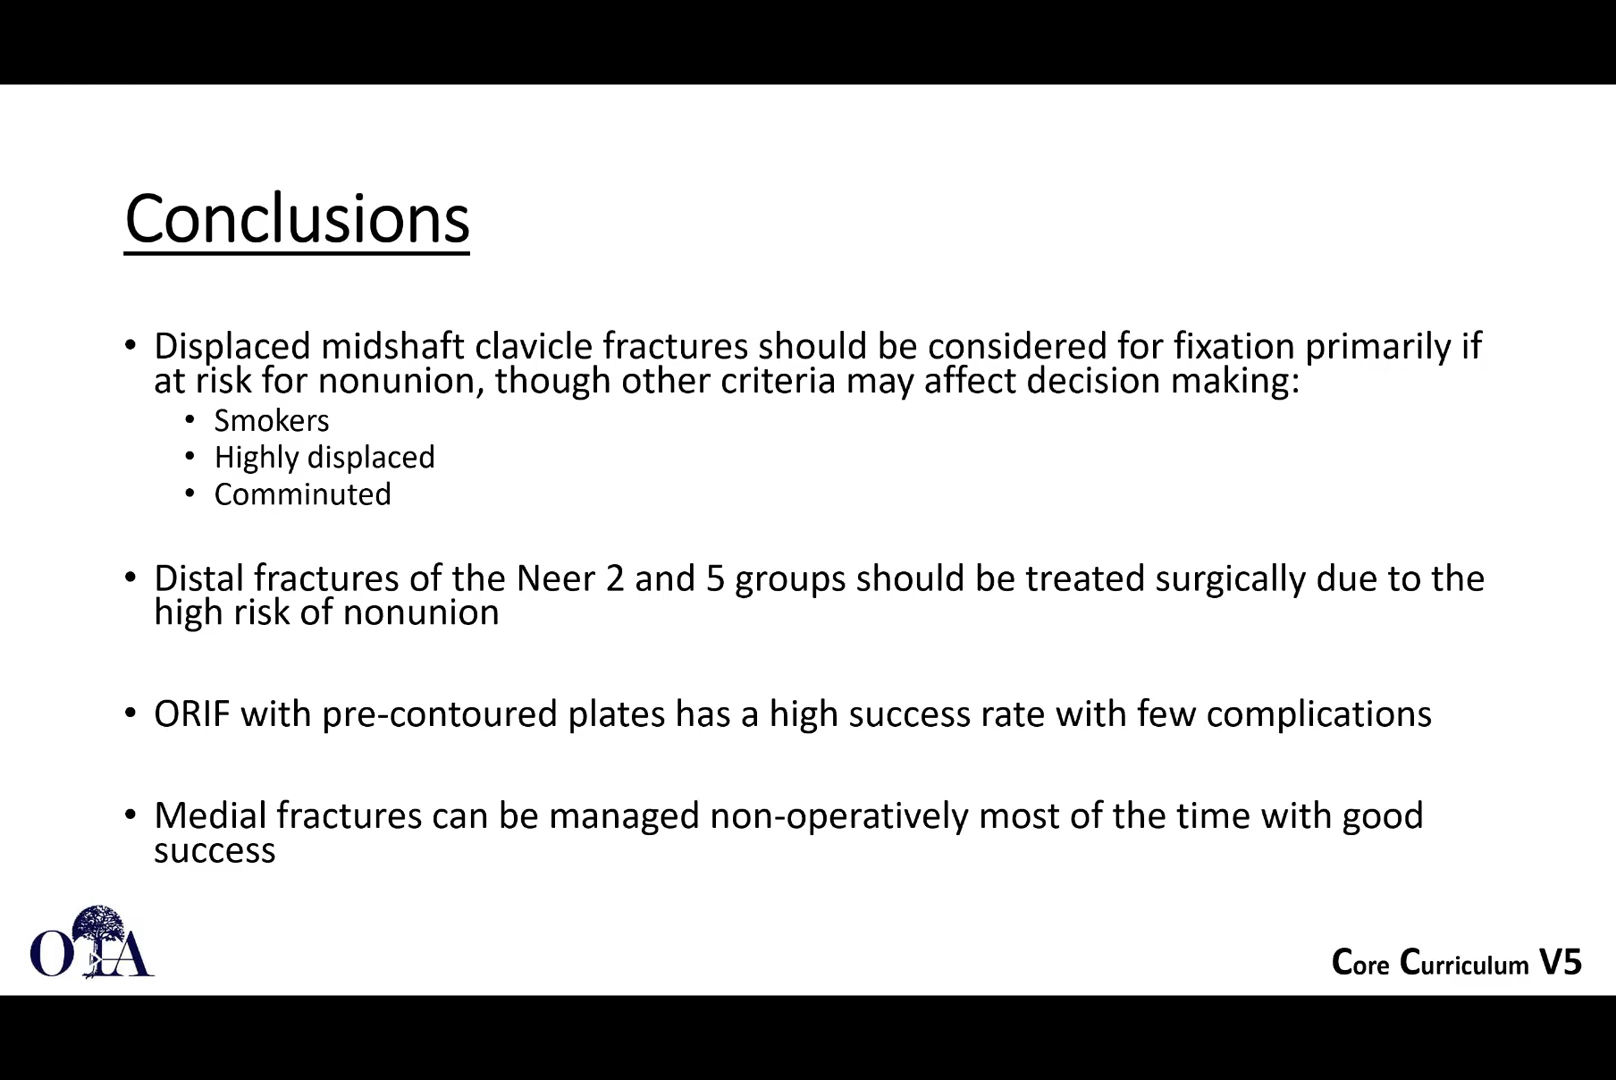 Conclusions
• Displaced midshaft clavicle fractures should be considered for fixation primarily if
at risk for nonunion, though other criteria may affect decision making:
• Smokers
• Highly displaced
• Comminuted
• Distal fractures of the Neer 2 and 5 groups should be treated surgically due to the
high risk of nonunion
• ORIF with pre-contoured plates has a high success rate with few complications
• Medial fractures can be managed non-operatively most of the time with good
success
OTA
Core Curriculum V5